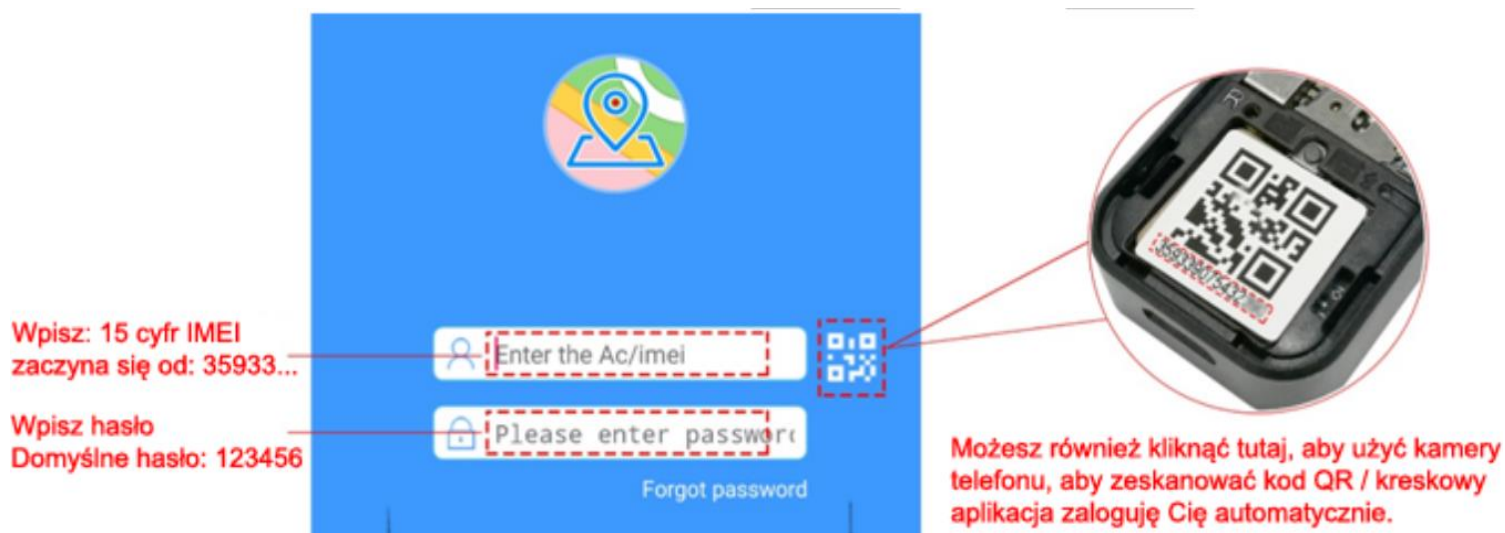 Wpisz: 15 cyfr IMEI
zaczyna się od: 35933...
Enter the Ac/imei
Wpisz hasło
Domyślne hasło: 123456
Please enter passwor
Forgot password
R
Możesz również kliknąć tutaj, aby użyć kamery
telefonu, aby zeskanować kod QR / kreskowy
aplikacja zaloguję Cię automatycznie.